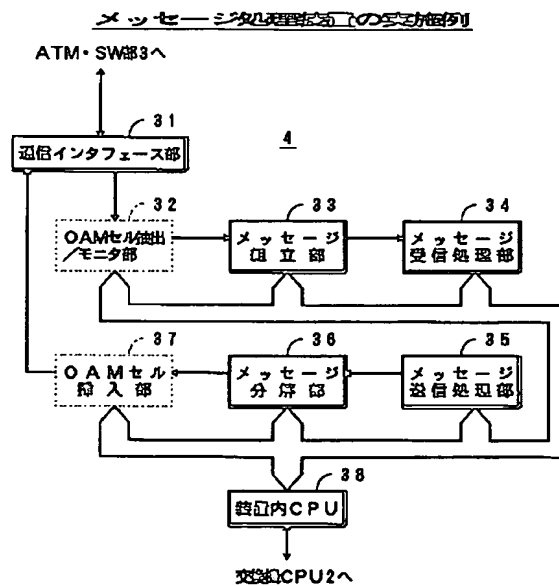 メッセージ処理装置の実施例
ATM・SW部3へ
31
通信インタフェース部
4
32
33
34
OAMセル抽出
／モニタ部
メッセージ
組立部
メッセージ
受信処理部
37
36
35
OAMセル
挿入部
メッセージ
分解部
メッセージ
送信処理部
38
装置内CPU
交換機CPU2へ